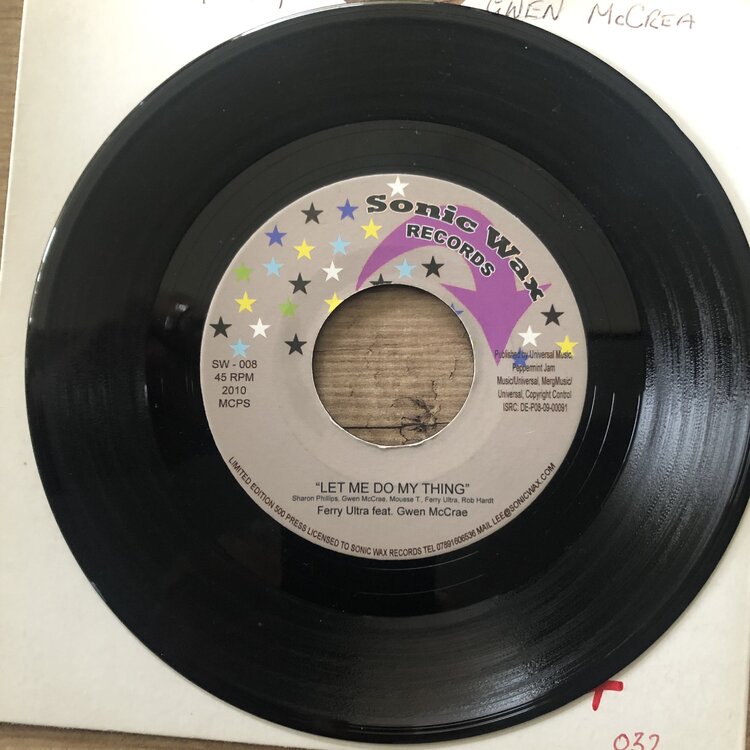 GWEN McCREA
Sonic Wax
RECORDS
SW - 008
45 RPM
2010
MCPS
Published by Universal Music,
Peppermint Jam
Music/Universal, MergMusic/
Universal, Copyright Control
ISRC: DE-P08-09-00091
"LET ME DO MY THING"
Sharon Phillips, Gwen McCrae, Mousse T., Ferry Ultra, Rob Hardt
Ferry Ultra feat. Gwen McCrae
LIMITED EDITION 500 PRESS LICENSED TO SONIC WAX RECORDS TEL 07891606536 MAIL LEE@SONICWAX.COM
032